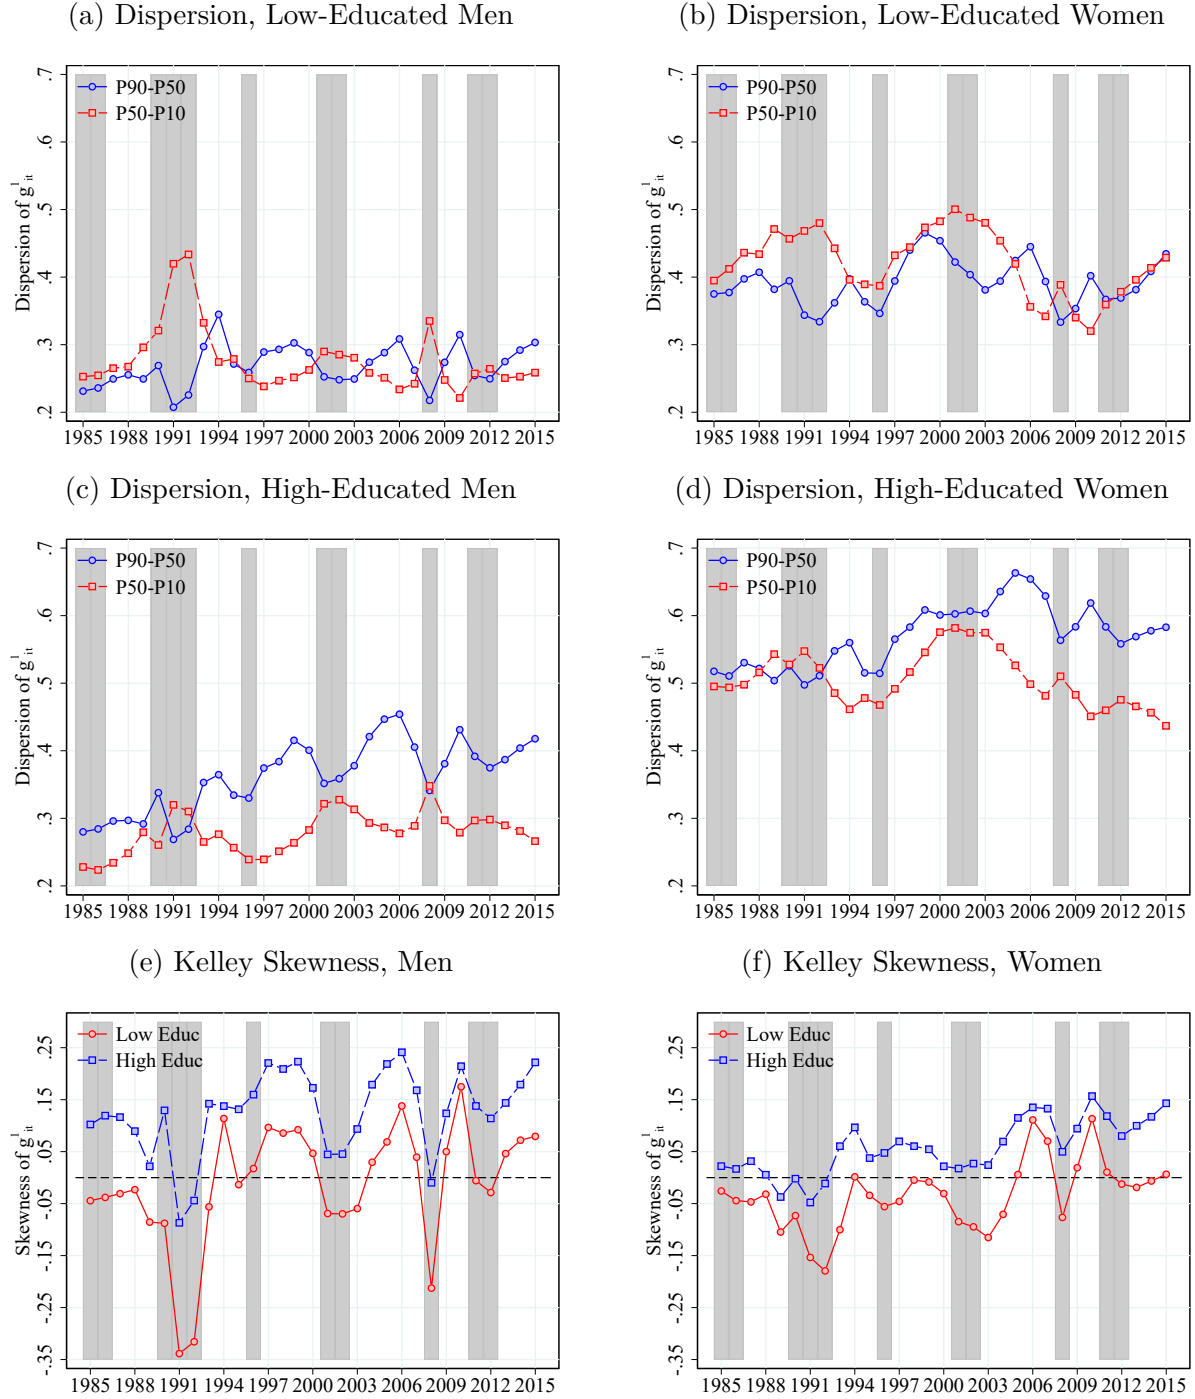 (a) Dispersion, Low-Educated Men
(b) Dispersion, Low-Educated Women
Dispersion of g¹it
.7
.6
.5
.4
.3
.2
P90-P50
P50-P10
1985 1988 1991 1994 1997 2000 2003 2006 2009 2012 2015
Dispersion of g¹it
.7
.6
.5
.4
.3
.2
P90-P50
P50-P10
1985 1988 1991 1994 1997 2000 2003 2006 2009 2012 2015
(c) Dispersion, High-Educated Men
(d) Dispersion, High-Educated Women
Dispersion of g¹it
.7
.6
.5
.4
.3
.2
P90-P50
P50-P10
1985 1988 1991 1994 1997 2000 2003 2006 2009 2012 2015
Dispersion of g¹it
.7
.6
.5
.4
.3
.2
P90-P50
P50-P10
1985 1988 1991 1994 1997 2000 2003 2006 2009 2012 2015
(e) Kelley Skewness, Men
(f) Kelley Skewness, Women
Skewness of g¹it
.25
.15
.05
-.05
-.15
-.25
-.35
Low Educ
High Educ
1985 1988 1991 1994 1997 2000 2003 2006 2009 2012 2015
Skewness of g¹it
.25
.15
.05
-.05
-.15
-.25
-.35
Low Educ
High Educ
1985 1988 1991 1994 1997 2000 2003 2006 2009 2012 2015